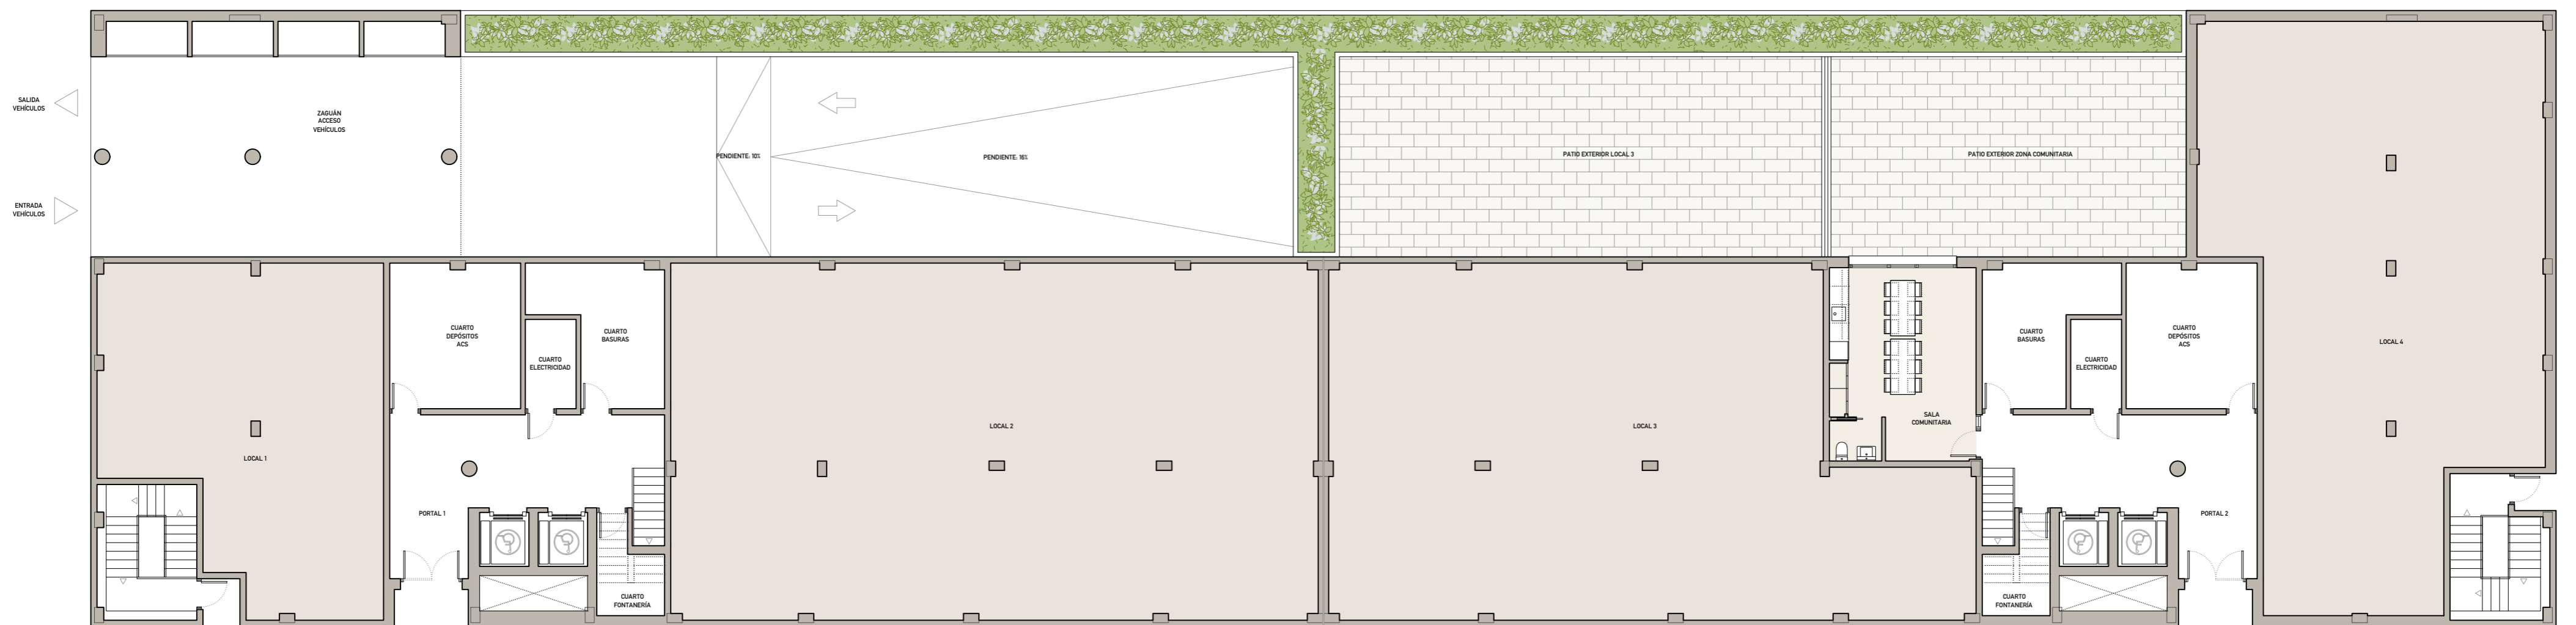 SALIDA
VEHÍCULOS
ZAGUÁN
ACCESO
VEHÍCULOS
ENTRADA
VEHÍCULOS
PENDIENTE: 10%
PENDIENTE: 16%
PATIO EXTERIOR LOCAL 3
PATIO EXTERIOR ZONA COMUNITARIA
LOCAL 1
CUARTO
DEPÓSITOS
ACS
CUARTO
ELECTRICIDAD
CUARTO
BASURAS
PORTAL 1
CUARTO
FONTANERÍA
LOCAL 2
LOCAL 3
SALA
COMUNITARIA
CUARTO
BASURAS
CUARTO
ELECTRICIDAD
CUARTO
DEPÓSITOS
ACS
PORTAL 2
CUARTO
FONTANERÍA
LOCAL 4